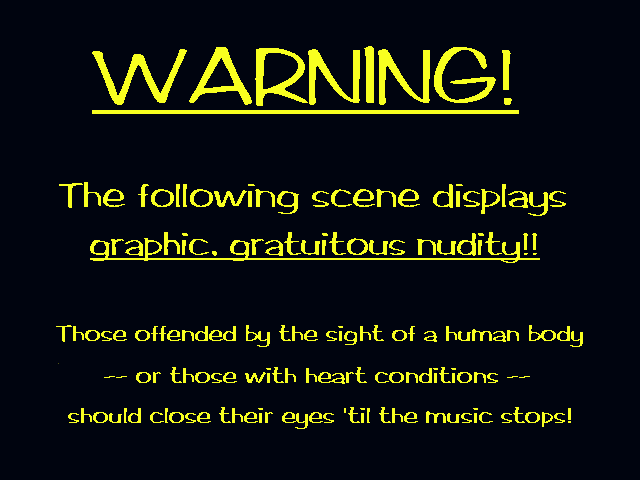 WARNING!
The following scene displays
graphic, gratuitous nudity!!
Those offended by the sight of a human body
-- or those with heart conditions --
should close their eyes 'til the music stops!